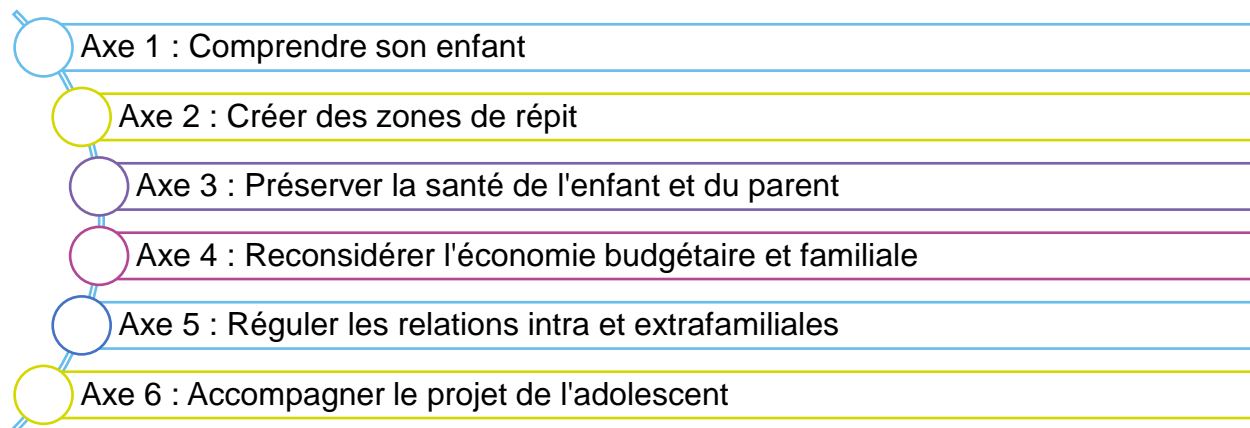 Axe 1 : Comprendre son enfant
Axe 2 : Créer des zones de répit
Axe 3 : Préserver la santé de l'enfant et du parent
Axe 4 : Reconsidérer l'économie budgétaire et familiale
Axe 5 : Réguler les relations intra et extrafamiliales
Axe 6 : Accompagner le projet de l'adolescent